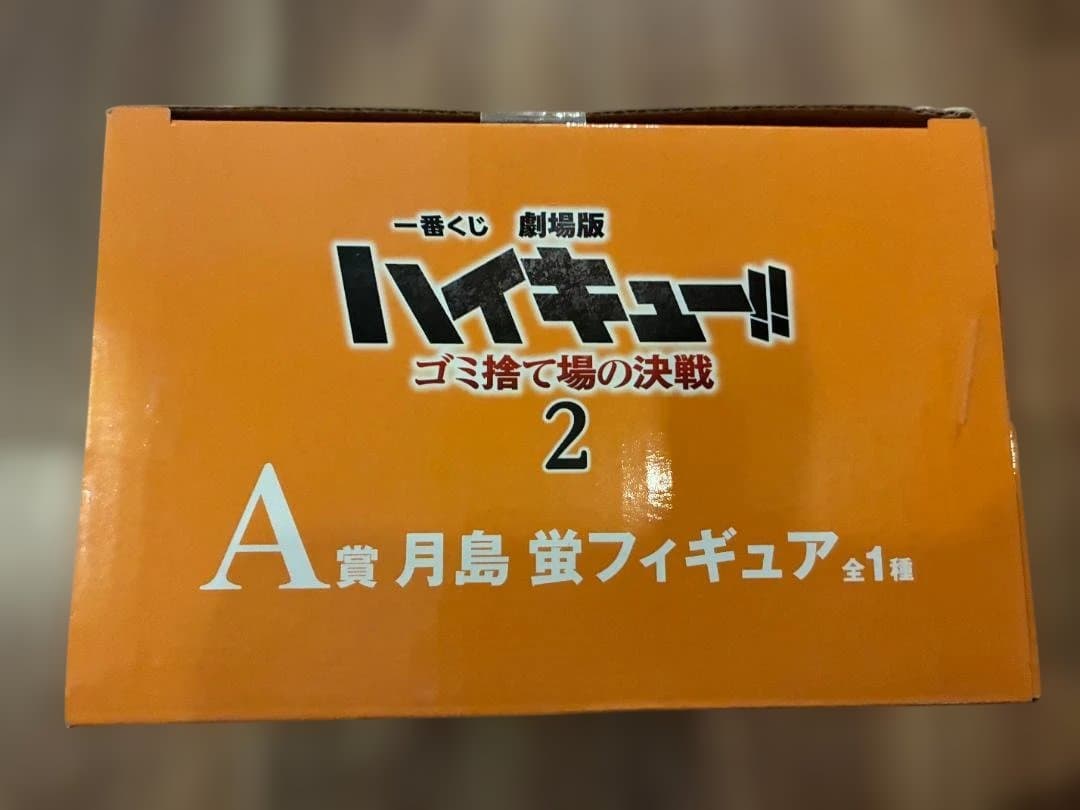 一番くじ 劇場版
ハイキュー!!
ゴミ捨て場の決戦
2
A賞 月島 蛍フィギュア 全1種